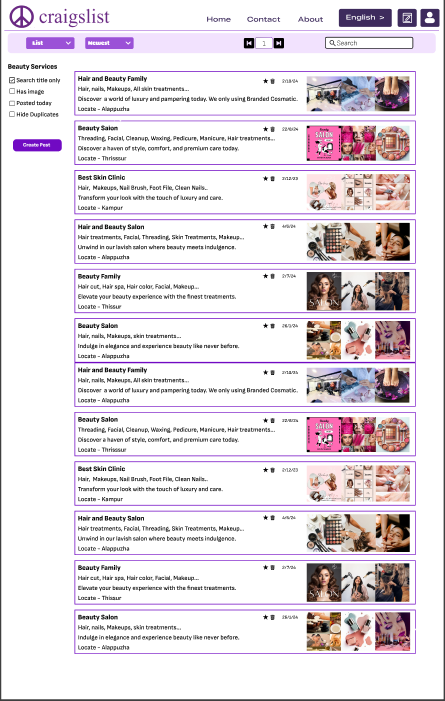 craigslist
Home Contact About English >
List Newest 1 Search
Beauty Services
Search title only
Has image
Posted today
Hide Duplicates
Create Post
Hair and Beauty Family 2/10/24
Hair, nails, Makeups, All skin treatments...
Discover a world of luxury and pampering today. We only using Branded Cosmetic.
Locate - Alappuzha
Beauty Salon 22/6/24
Threading, Facial, Cleanup, Waxing, Pedicure, Manicure, Hair treatments...
Discover a haven of style, comfort, and premium care today.
Locate - Thrisssur
Best Skin Clinic 2/12/23
Hair, Makeups, Nail Brush, Foot File, Clean Nails..
Transform your look with the touch of luxury and care.
Locate - Kampur
Hair and Beauty Salon 4/6/24
Hair treatments, Facial, Threading, Skin Treatments, Makeup...
Unwind in our lavish salon where beauty meets indulgence.
Locate - Alappuzha
Beauty Family 2/7/24
Hair cut, Hair spa, Hair color, Facial, Makeup...
Elevate your beauty experience with the finest treatments.
Locate - Thissur
SALON
Beauty Salon 26/1/24
Hair, nails, Makeups, skin treatments...
Indulge in elegance and experience beauty like never before.
Locate - Alappuzha
Hair and Beauty Family 2/10/24
Hair, nails, Makeups, All skin treatments...
Discover a world of luxury and pampering today. We only using Branded Cosmetic.
Locate - Alappuzha
Beauty Salon 22/6/24
Threading, Facial, Cleanup, Waxing, Pedicure, Manicure, Hair treatments...
Discover a haven of style, comfort, and premium care today.
Locate - Thrisssur
Best Skin Clinic 2/12/23
Hair, Makeups, Nail Brush, Foot File, Clean Nails..
Transform your look with the touch of luxury and care.
Locate - Kampur
Hair and Beauty Salon 4/6/24
Hair treatments, Facial, Threading, Skin Treatments, Makeup...
Unwind in our lavish salon where beauty meets indulgence.
Locate - Alappuzha
Beauty Family 2/7/24
Hair cut, Hair spa, Hair color, Facial, Makeup...
Elevate your beauty experience with the finest treatments.
Locate - Thissur
SALON
Beauty Salon 26/1/24
Hair, nails, Makeups, skin treatments...
Indulge in elegance and experience beauty like never before.
Locate - Alappuzha